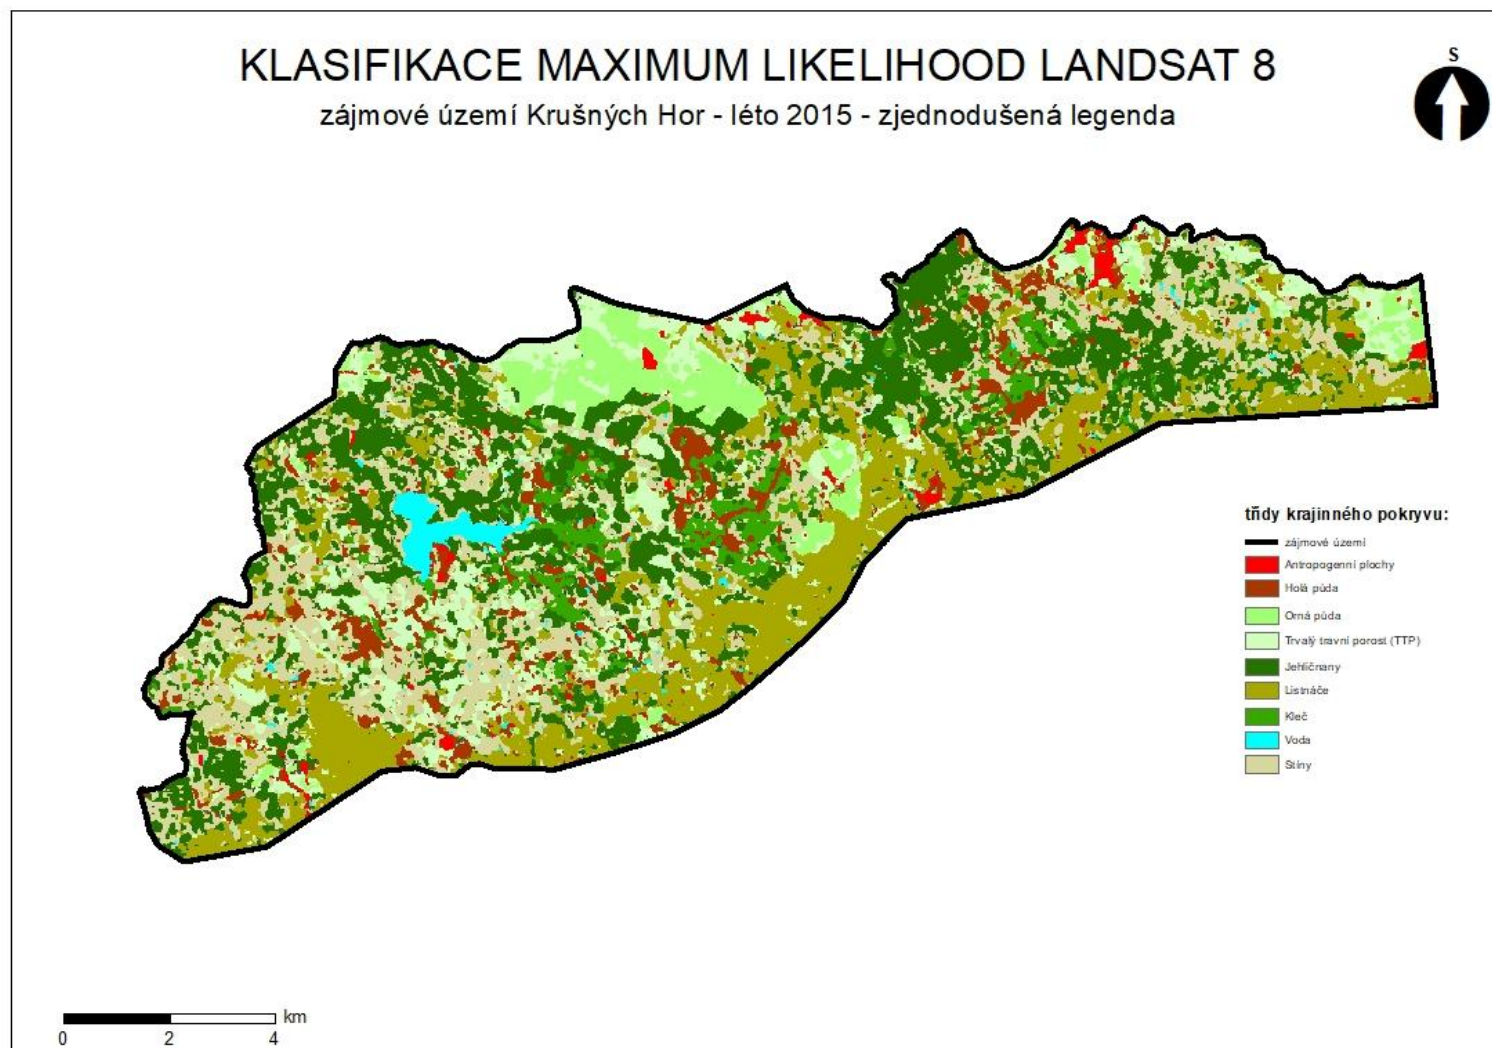 KLASIFIKACE MAXIMUM LIKELIHOOD LANDSAT 8
zájmové území Krušných Hor - léto 2015 - zjednodušená legenda
S
třídy krajinného pokryvu:
zájmové území
Antropogenní plochy
Holá půda
Orná půda
Trvalý travní porost (TTP)
Jehličnany
Listnáče
Kleč
Voda
Stíny
km
0 2 4